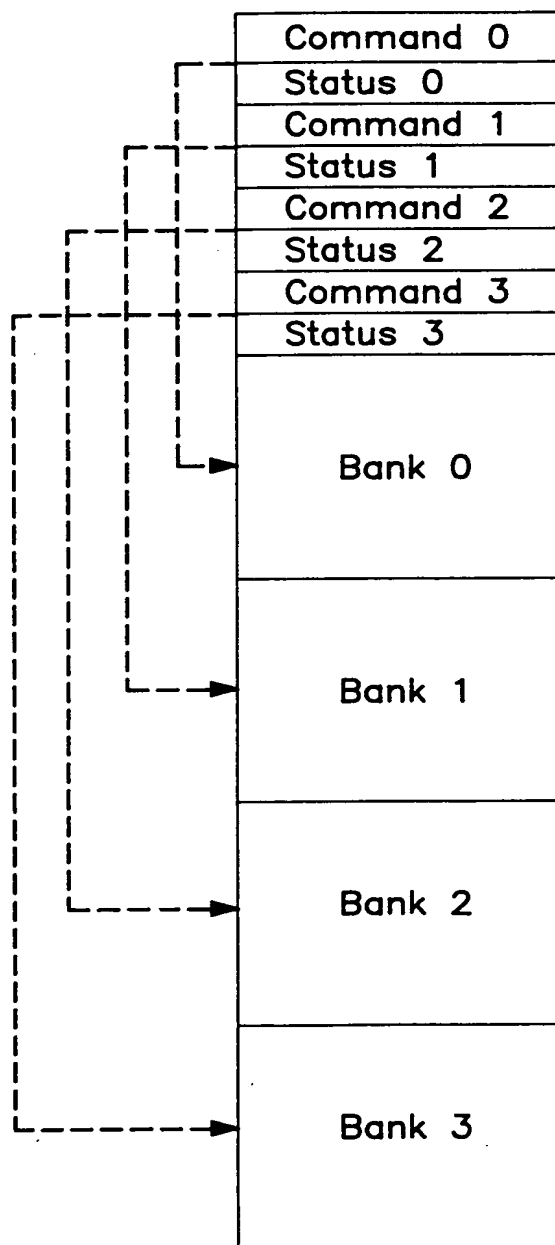 Command 0
Status 0
Command 1
Status 1
Command 2
Status 2
Command 3
Status 3
Bank 0
Bank 1
Bank 2
Bank 3